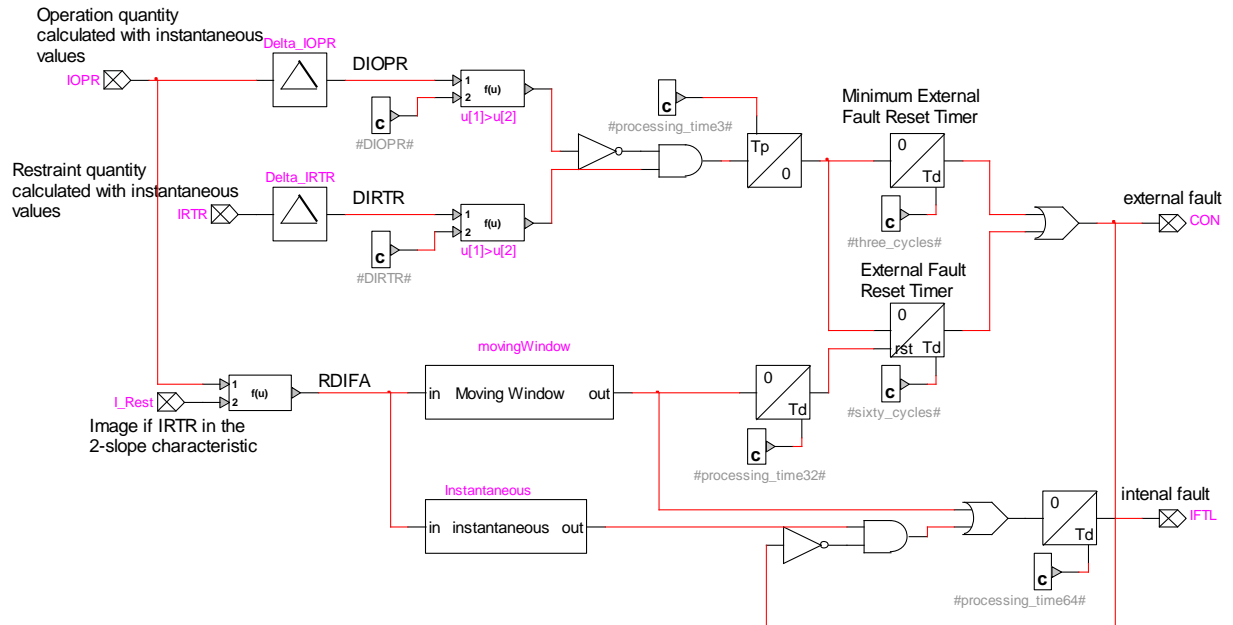 Operation quantity
calculated with instantaneous
values
IOPR
Delta_IOPR
DIOPR
1
2
f(u)
u[1]>u[2]
c
#DIOPR#
Restraint quantity
calculated with instantaneous
values
IRTR
Delta_IRTR
DIRTR
1
2
f(u)
u[1]>u[2]
c
#DIRTR#
c
#processing_time3#
Tp
0
Minimum External
Fault Reset Timer
0
Td
c
#three_cycles#
external fault
CON
External Fault
Reset Timer
0
rst
Td
c
#sixty_cycles#
I_Rest
1
2
f(u)
RDIFA
Image if IRTR in the
2-slope characteristic
movingWindow
in Moving Window out
0
Td
c
#processing_time32#
Instantaneous
in instantaneous out
0
Td
c
#processing_time64#
intenal fault
IFTL